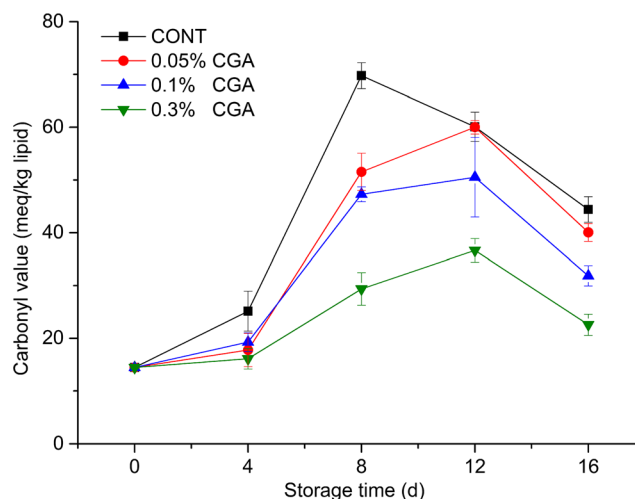 80
60
40
20
0
Carbonyl value (meq/kg lipid)
CONT
0.05% CGA
0.1% CGA
0.3% CGA
0 4 8 12 16
Storage time (d)